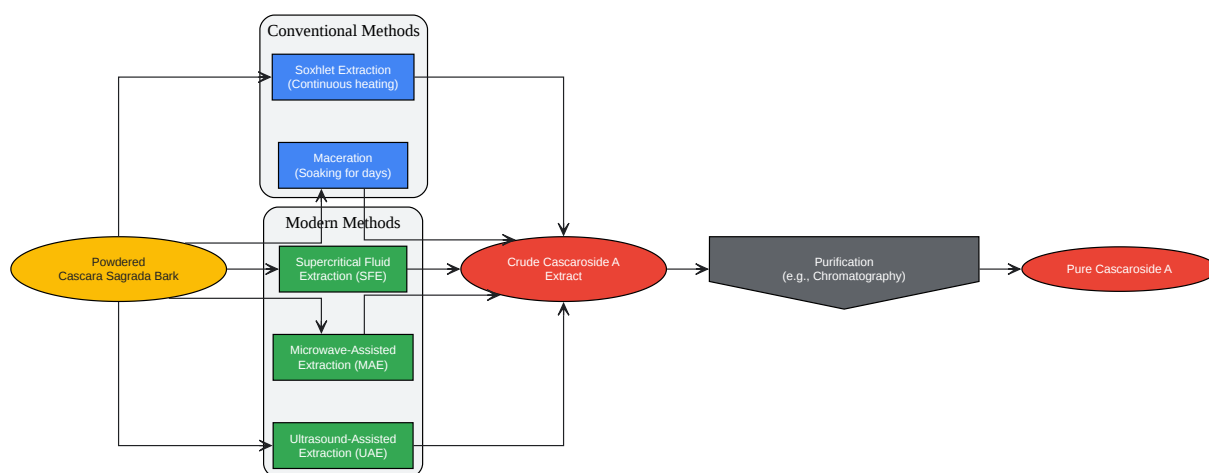 Conventional Methods
Soxhlet Extraction
(Continuous heating)
Maceration
(Soaking for days)
Modern Methods
Powdered
Cascara Sagrada Bark
Supercritical Fluid
Extraction (SFE)
Crude Cascaroside A
Extract
Purification
(e.g., Chromatography)
Pure Cascaroside A
Microwave-Assisted
Extraction (MAE)
Ultrasound-Assisted
Extraction (UAE)